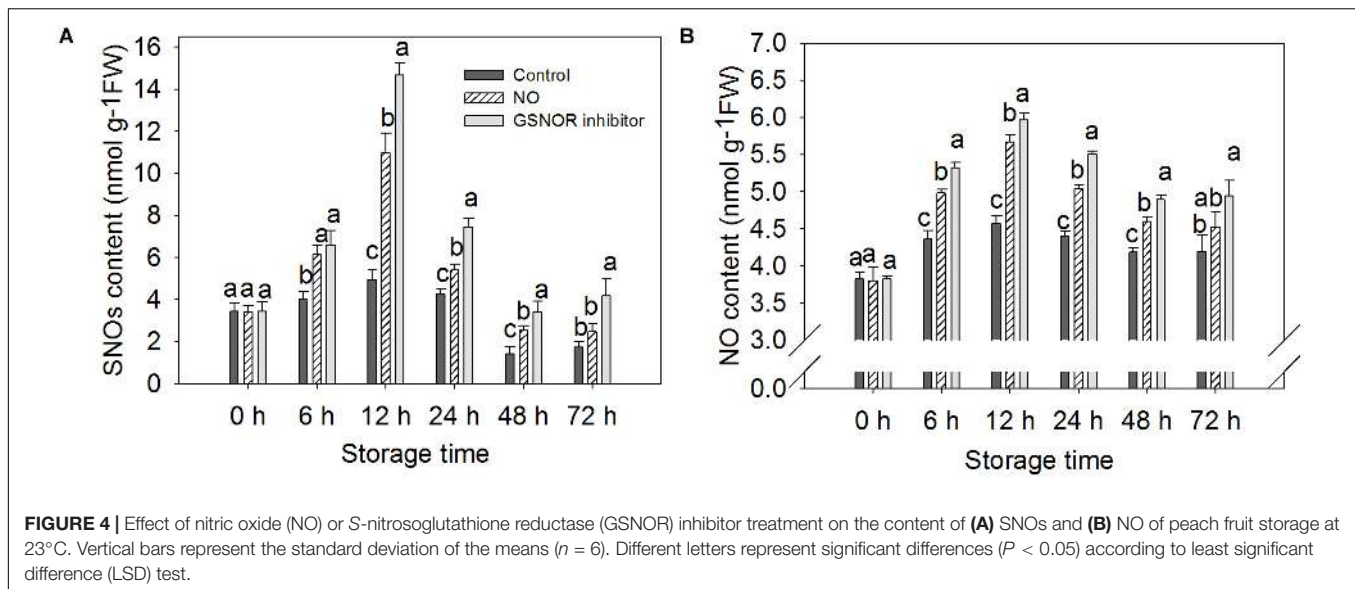 A
SNOs content (nmol g-1FW)
16
14
12
10
8
6
4
2
0
Control
NO
GSNOR inhibitor
a a a
b a a
c b a
c b a
c b a
b b a
0 h 6 h 12 h 24 h 48 h 72 h
Storage time
B
NO content (nmol g-1FW)
7.0
6.5
6.0
5.5
5.0
4.5
4.0
3.5
3.0
0.0
a a a
c b a
c b a
c b a
c b a
b ab a
0 h 6 h 12 h 24 h 48 h 72 h
Storage time
FIGURE 4 | Effect of nitric oxide (NO) or S-nitrosoglutathione reductase (GSNOR) inhibitor treatment on the content of (A) SNOs and (B) NO of peach fruit storage at
23°C. Vertical bars represent the standard deviation of the means (n = 6). Different letters represent significant differences (P < 0.05) according to least significant
difference (LSD) test.